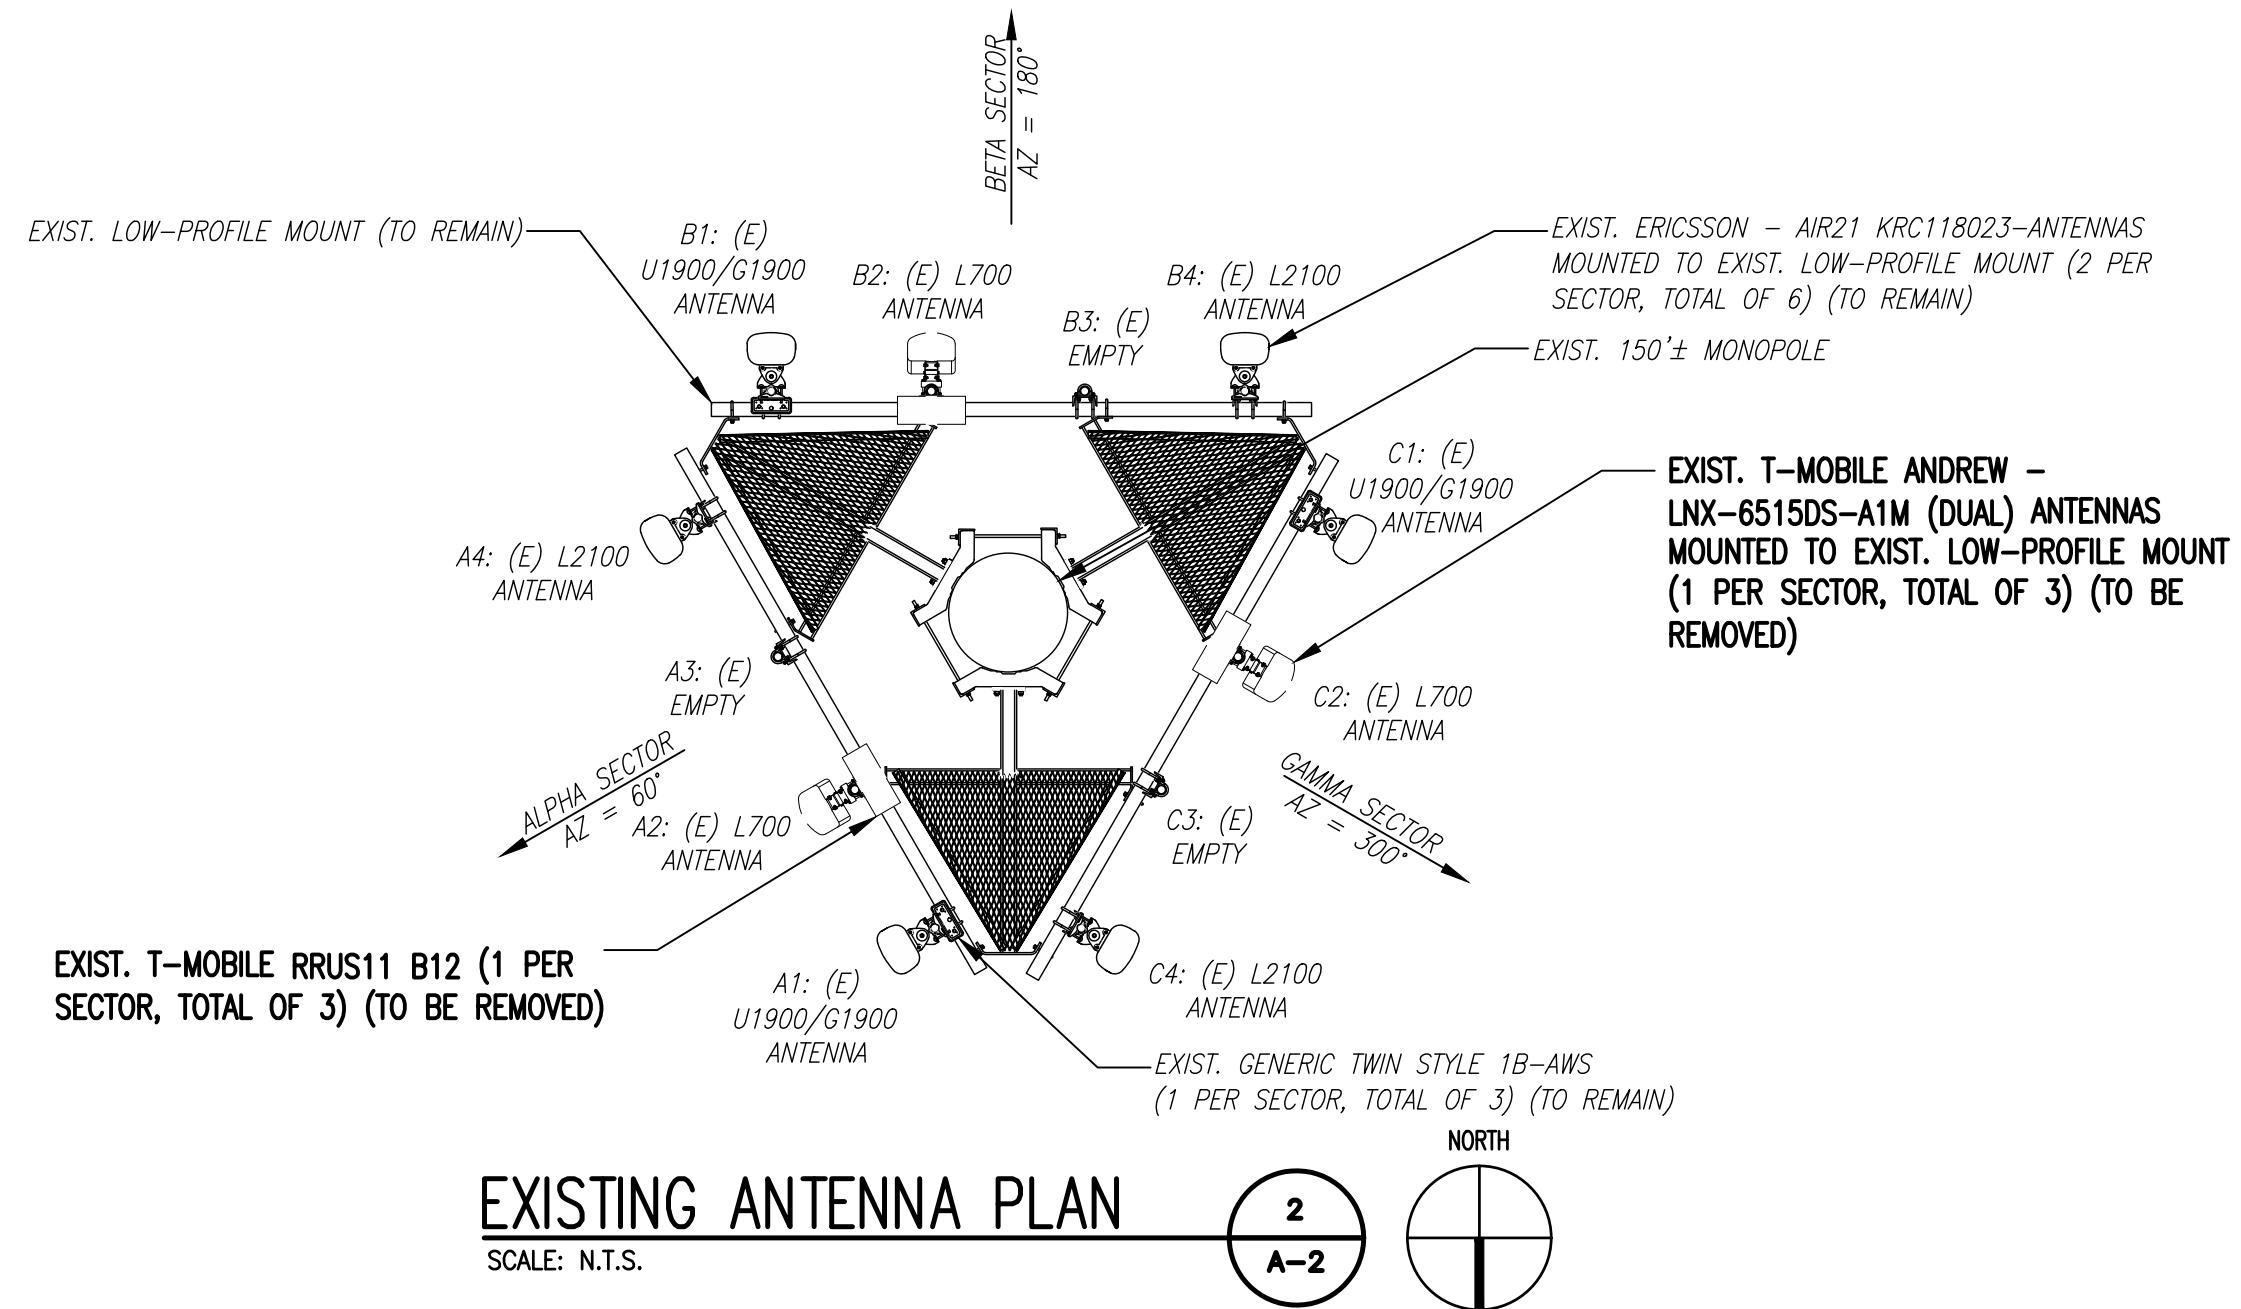 BETA SECTOR
AZ = 180°
EXIST. LOW-PROFILE MOUNT (TO REMAIN)
B1: (E)
U1900/G1900
ANTENNA
B2: (E) L700
ANTENNA
B3: (E)
EMPTY
B4: (E) L2100
ANTENNA
EXIST. ERICSSON - AIR21 KRC118023-ANTENNAS
MOUNTED TO EXIST. LOW-PROFILE MOUNT (2 PER
SECTOR, TOTAL OF 6) (TO REMAIN)
EXIST. 150'± MONOPOLE
C1: (E)
U1900/G1900
ANTENNA
EXIST. T-MOBILE ANDREW -
LNX-6515DS-A1M (DUAL) ANTENNAS
MOUNTED TO EXIST. LOW-PROFILE MOUNT
(1 PER SECTOR, TOTAL OF 3) (TO BE
REMOVED)
A4: (E) L2100
ANTENNA
A3: (E)
EMPTY
C2: (E) L700
ANTENNA
ALPHA SECTOR
AZ = 60°
GAMMA SECTOR
AZ = 300°
A2: (E) L700
ANTENNA
C3: (E)
EMPTY
EXIST. T-MOBILE RRUS11 B12 (1 PER
SECTOR, TOTAL OF 3) (TO BE REMOVED)
A1: (E)
U1900/G1900
ANTENNA
C4: (E) L2100
ANTENNA
EXIST. GENERIC TWIN STYLE 1B-AWS
(1 PER SECTOR, TOTAL OF 3) (TO REMAIN)
EXISTING ANTENNA PLAN
SCALE: N.T.S.
2
A-2
NORTH